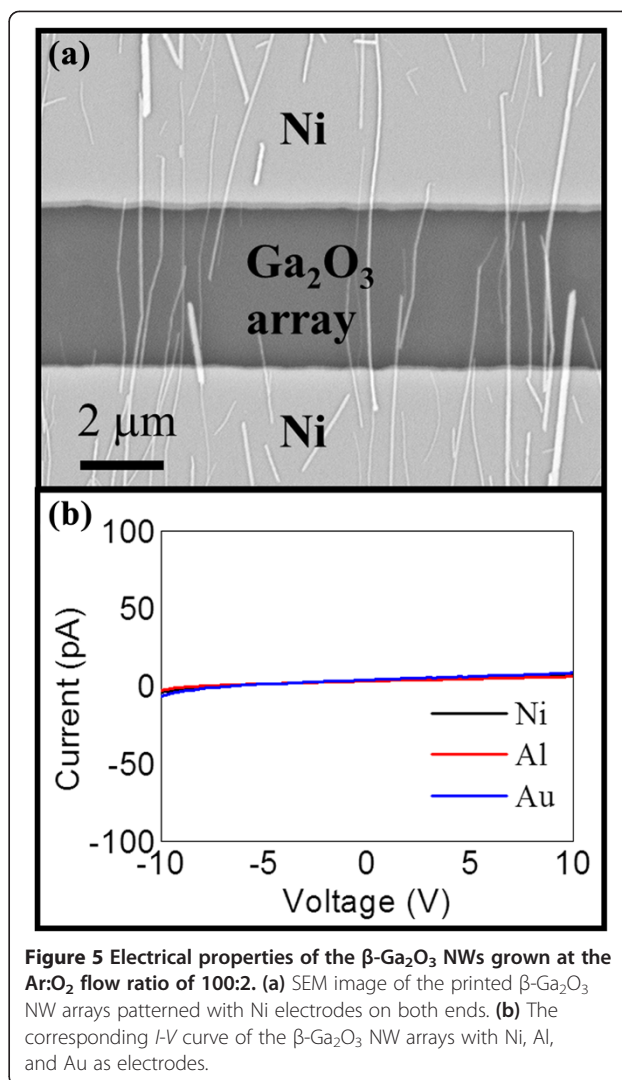 (a)
Ni
Ga₂O₃
array
Ni
2 μm
(b)
100
50
0
-50
-100
Current (pA)
Ni
Al
Au
-10 -5 0 5 10
Voltage (V)
Figure 5 Electrical properties of the β-Ga₂O₃ NWs grown at the
Ar:O₂ flow ratio of 100:2. (a) SEM image of the printed β-Ga₂O₃
NW arrays patterned with Ni electrodes on both ends. (b) The
corresponding I-V curve of the β-Ga₂O₃ NW arrays with Ni, Al,
and Au as electrodes.